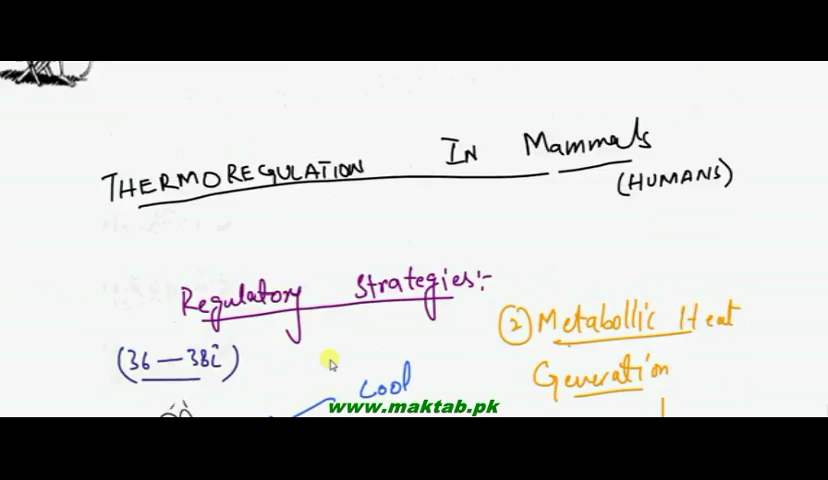 THERMOREGULATION IN Mammals
(HUMANS)
Regulatory Strategies:-
② Metabollic Heat
Generation
(36 — 38
Cool
www.maktab.pk